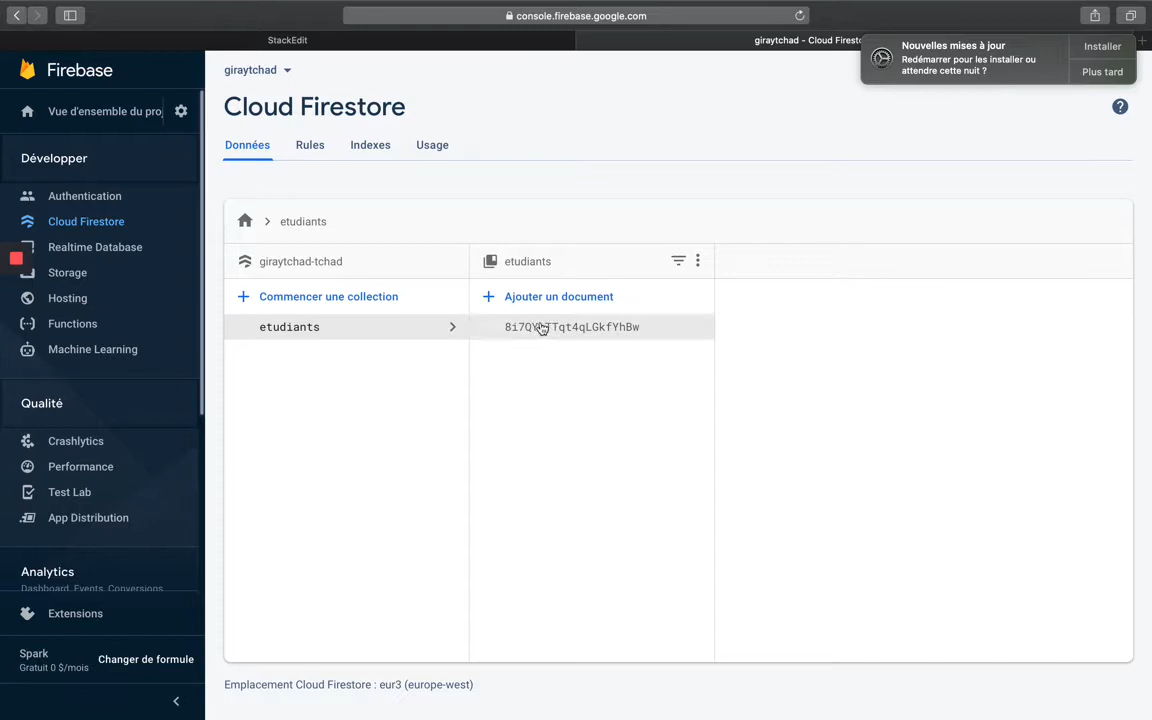 console.firebase.google.com
StackEdit
giraytchad - Cloud Firesto
Nouvelles mises à jour
Redémarrer pour les installer ou
attendre cette nuit ?
Installer
Plus tard
Firebase
Vue d'ensemble du pro
Développer
Authentication
Cloud Firestore
Realtime Database
Storage
Hosting
Functions
Machine Learning
Qualité
Crashlytics
Performance
Test Lab
App Distribution
Analytics
Dashboard, Events, Conversions
Extensions
Spark
Gratuit 0 $/mois
Changer de formule
giraytchad
Cloud Firestore
Données
Rules
Indexes
Usage
etudiants
giraytchad-tchad
Commencer une collection
etudiants
etudiants
Ajouter un document
Emplacement Cloud Firestore : eur3 (europe-west)